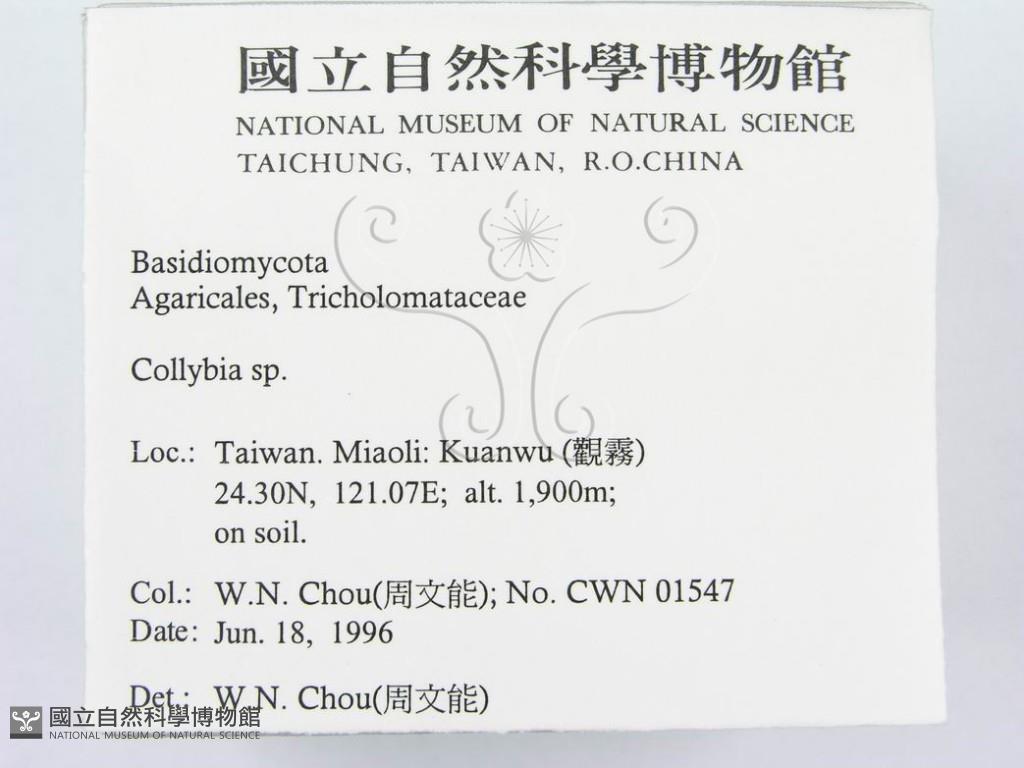 國立自然科學博物館
NATIONAL MUSEUM OF NATURAL SCIENCE
TAICHUNG, TAIWAN, R.O.CHINA
Basidiomycota
Agaricales, Tricholomataceae
Collybia sp.
Loc.: Taiwan. Miaoli: Kuanwu (觀霧)
24.30N, 121.07E; alt. 1,900m;
on soil.
Col.: W.N. Chou(周文能); No. CWN 01547
Date: Jun. 18, 1996
Det.: W.N. Chou(周文能)
國立自然科學博物館
NATIONAL MUSEUM OF NATURAL SCIENCE